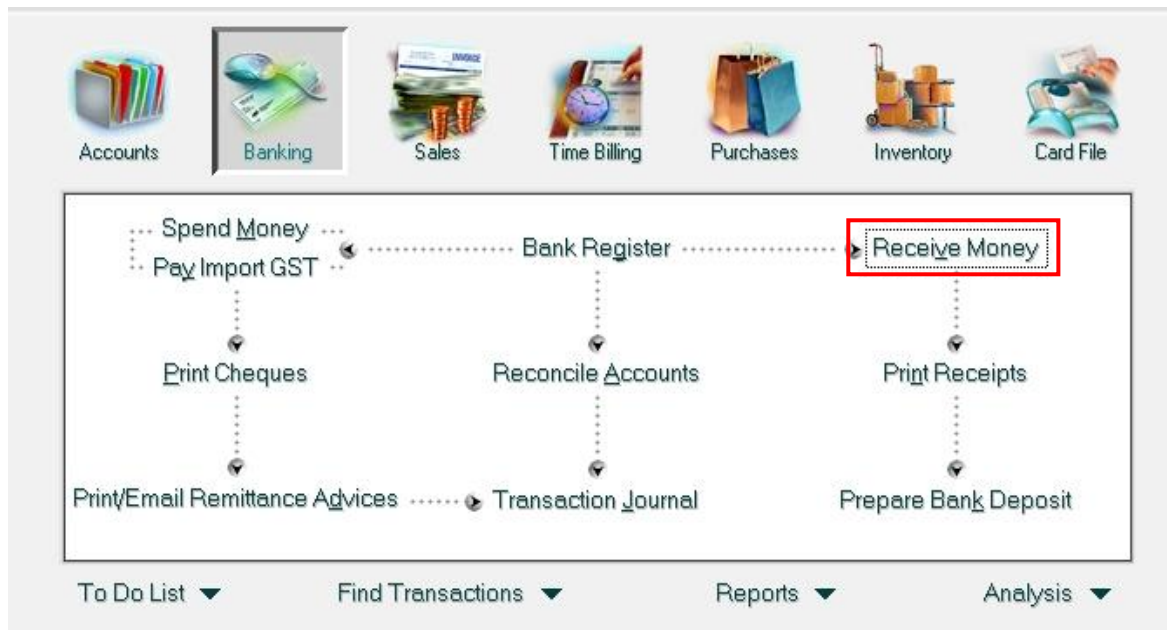 INVOICE
Accounts Banking Sales Time Billing Purchases Inventory Card File
Spend Money
Pay Import GST
Bank Register
Receive Money
Print Cheques
Reconcile Accounts
Print Receipts
Print/Email Remittance Advices
Transaction Journal
Prepare Bank Deposit
To Do List Find Transactions Reports Analysis